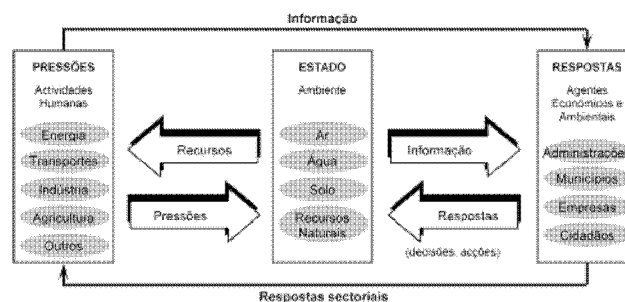 Informação
PRESSÕES
Actividades
Humanas
Energia
Transportes
Indústria
Agricultura
Outros
Recursos
Pressões
ESTADO
Ambiente
Ar
Água
Solo
Recursos
Naturais
Informação
Respostas
(decisões, acções)
RESPOSTAS
Agentes
Económicos e
Ambientais
Administrações
Municípios
Empresas
Cidadãos
Respostas sectoriais